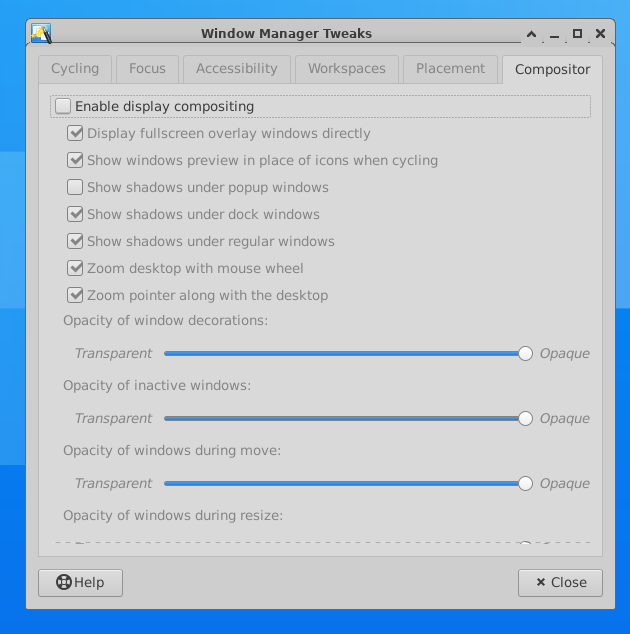 Window Manager Tweaks
Cycling Focus Accessibility Workspaces Placement Compositor
Enable display compositing
Display fullscreen overlay windows directly
Show windows preview in place of icons when cycling
Show shadows under popup windows
Show shadows under dock windows
Show shadows under regular windows
Zoom desktop with mouse wheel
Zoom pointer along with the desktop
Opacity of window decorations:
Transparent Opaque
Opacity of inactive windows:
Transparent Opaque
Opacity of windows during move:
Transparent Opaque
Opacity of windows during resize:
Help Close